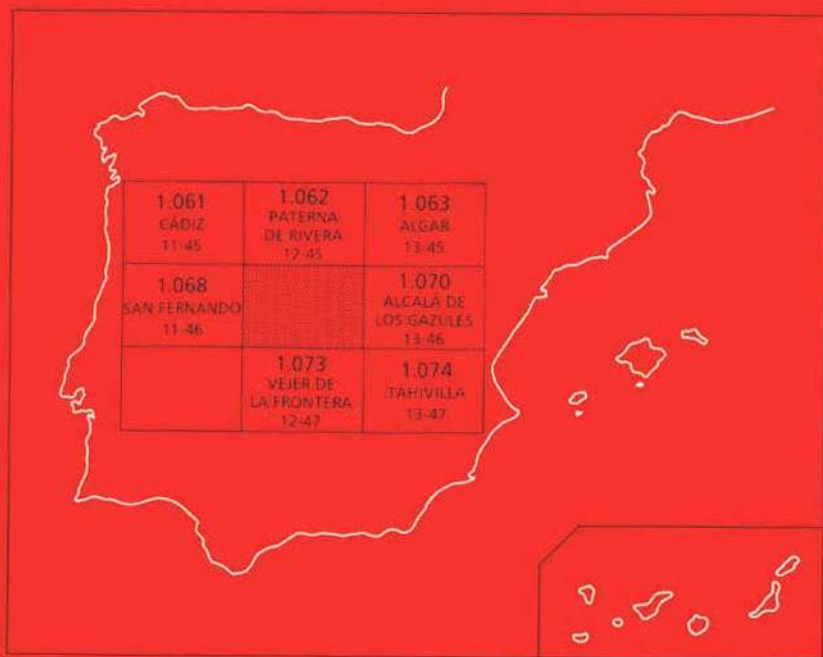 1.061
CÁDIZ
11-45
1.062
PATERNA
DE RIVERA
12-45
1.063
ALGAR
13-45
1.068
SAN FERNANDO
11-46
1.070
ALCALÁ DE
LOS GAZULES
13-46
1.073
VEJER DE
LA FRONTERA
12-47
1.074
TAHIVILLA
13-47